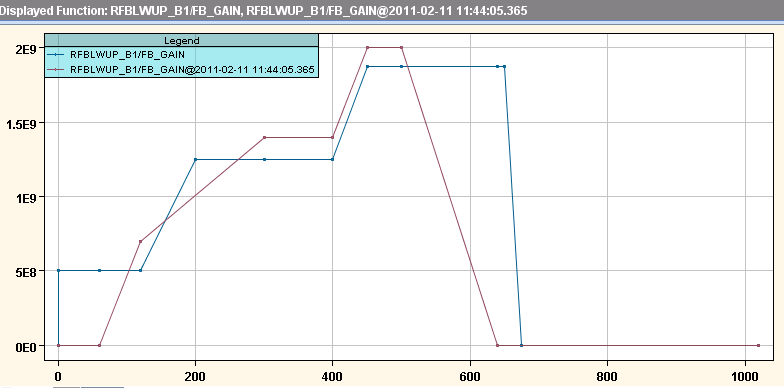 Displayed Function: RFBLWUP_B1/FB_GAIN, RFBLWUP_B1/FB_GAIN@2011-02-11 11:44:05.365
Legend
RFBLWUP_B1/FB_GAIN
RFBLWUP_B1/FB_GAIN@2011-02-11 11:44:05.365
2E9
1.5E9
1E9
5E8
0E0
0 200 400 600 800 1000